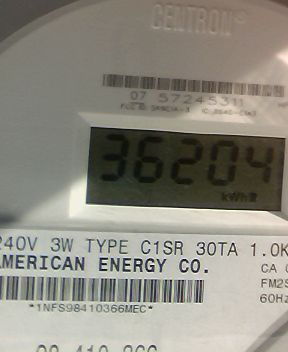 CENTRON®
07 57245311
36204
kWh
240V 3W TYPE C1SR 30TA 1.0K
AMERICAN ENERGY CO.
CA
FM2S
60Hz
*1NFS98410366MEC*